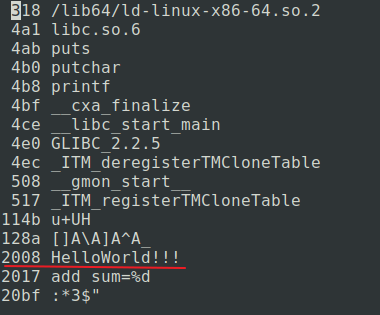 318 /lib64/ld-linux-x86-64.so.2
4a1 libc.so.6
4ab puts
4b0 putchar
4b8 printf
4bf __cxa_finalize
4ce __libc_start_main
4e0 GLIBC_2.2.5
4ec _ITM_deregisterTMCloneTable
508 __gmon_start__
517 _ITM_registerTMCloneTable
114b u+UH
128a []A\A]A^A_
2008 HelloWorld!!!
2017 add sum=%d
20bf :*3$"